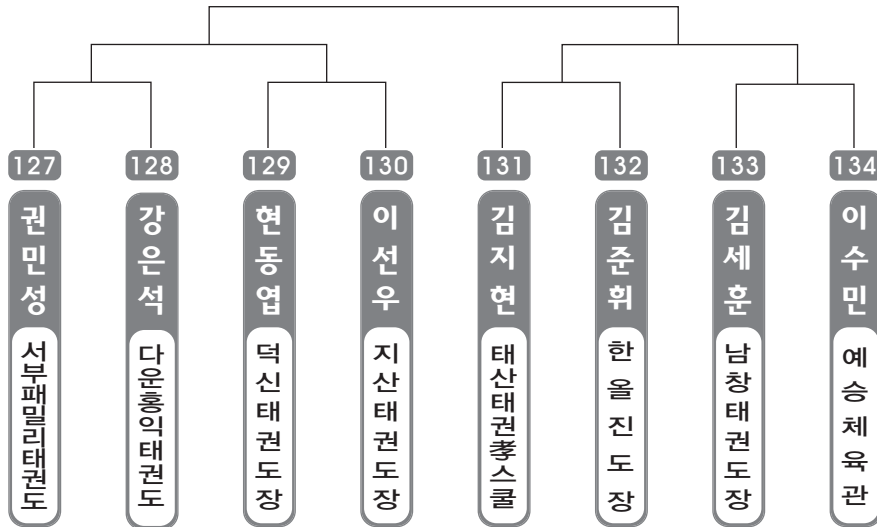 127
권민성
서부패밀리태권도
128
강은석
다운홍익태권도
129
현동엽
덕신태권도장
130
이선우
지산태권도장
131
김지현
태산태권孝스쿨
132
김준휘
한올진도장
133
김세훈
남창태권도장
134
이수민
예승체육관